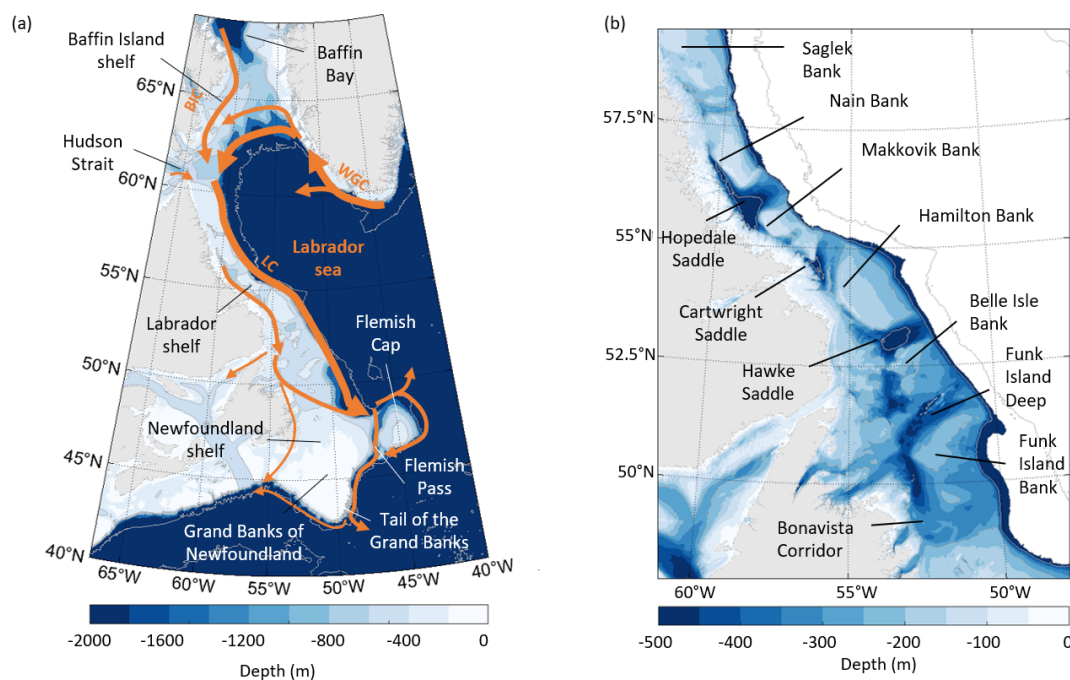 (a)
Baffin Island
shelf
Baffin
Bay
65°N
BIC
Hudson
Strait
60°N
WGC
Labrador
sea
LC
55°N
Labrador
shelf
Flemish
Cap
50°N
Newfoundland
shelf
45°N
Flemish
Pass
Grand Banks of
Newfoundland
Tail of the
Grand Banks
40°N
65°W
60°W
55°W
50°W
45°W
40°W
-2000
-1600
-1200
-800
-400
0
Depth (m)
(b)
Saglek
Bank
Nain Bank
57.5°N
Makkovik Bank
Hamilton Bank
Hopedale
Saddle
55°N
Cartwright
Saddle
Belle Isle
Bank
52.5°N
Hawke
Saddle
Funk
Island
Deep
Funk
Island
Bank
50°N
Bonavista
Corridor
60°W
55°W
50°W
-500
-400
-300
-200
-100
0
Depth (m)